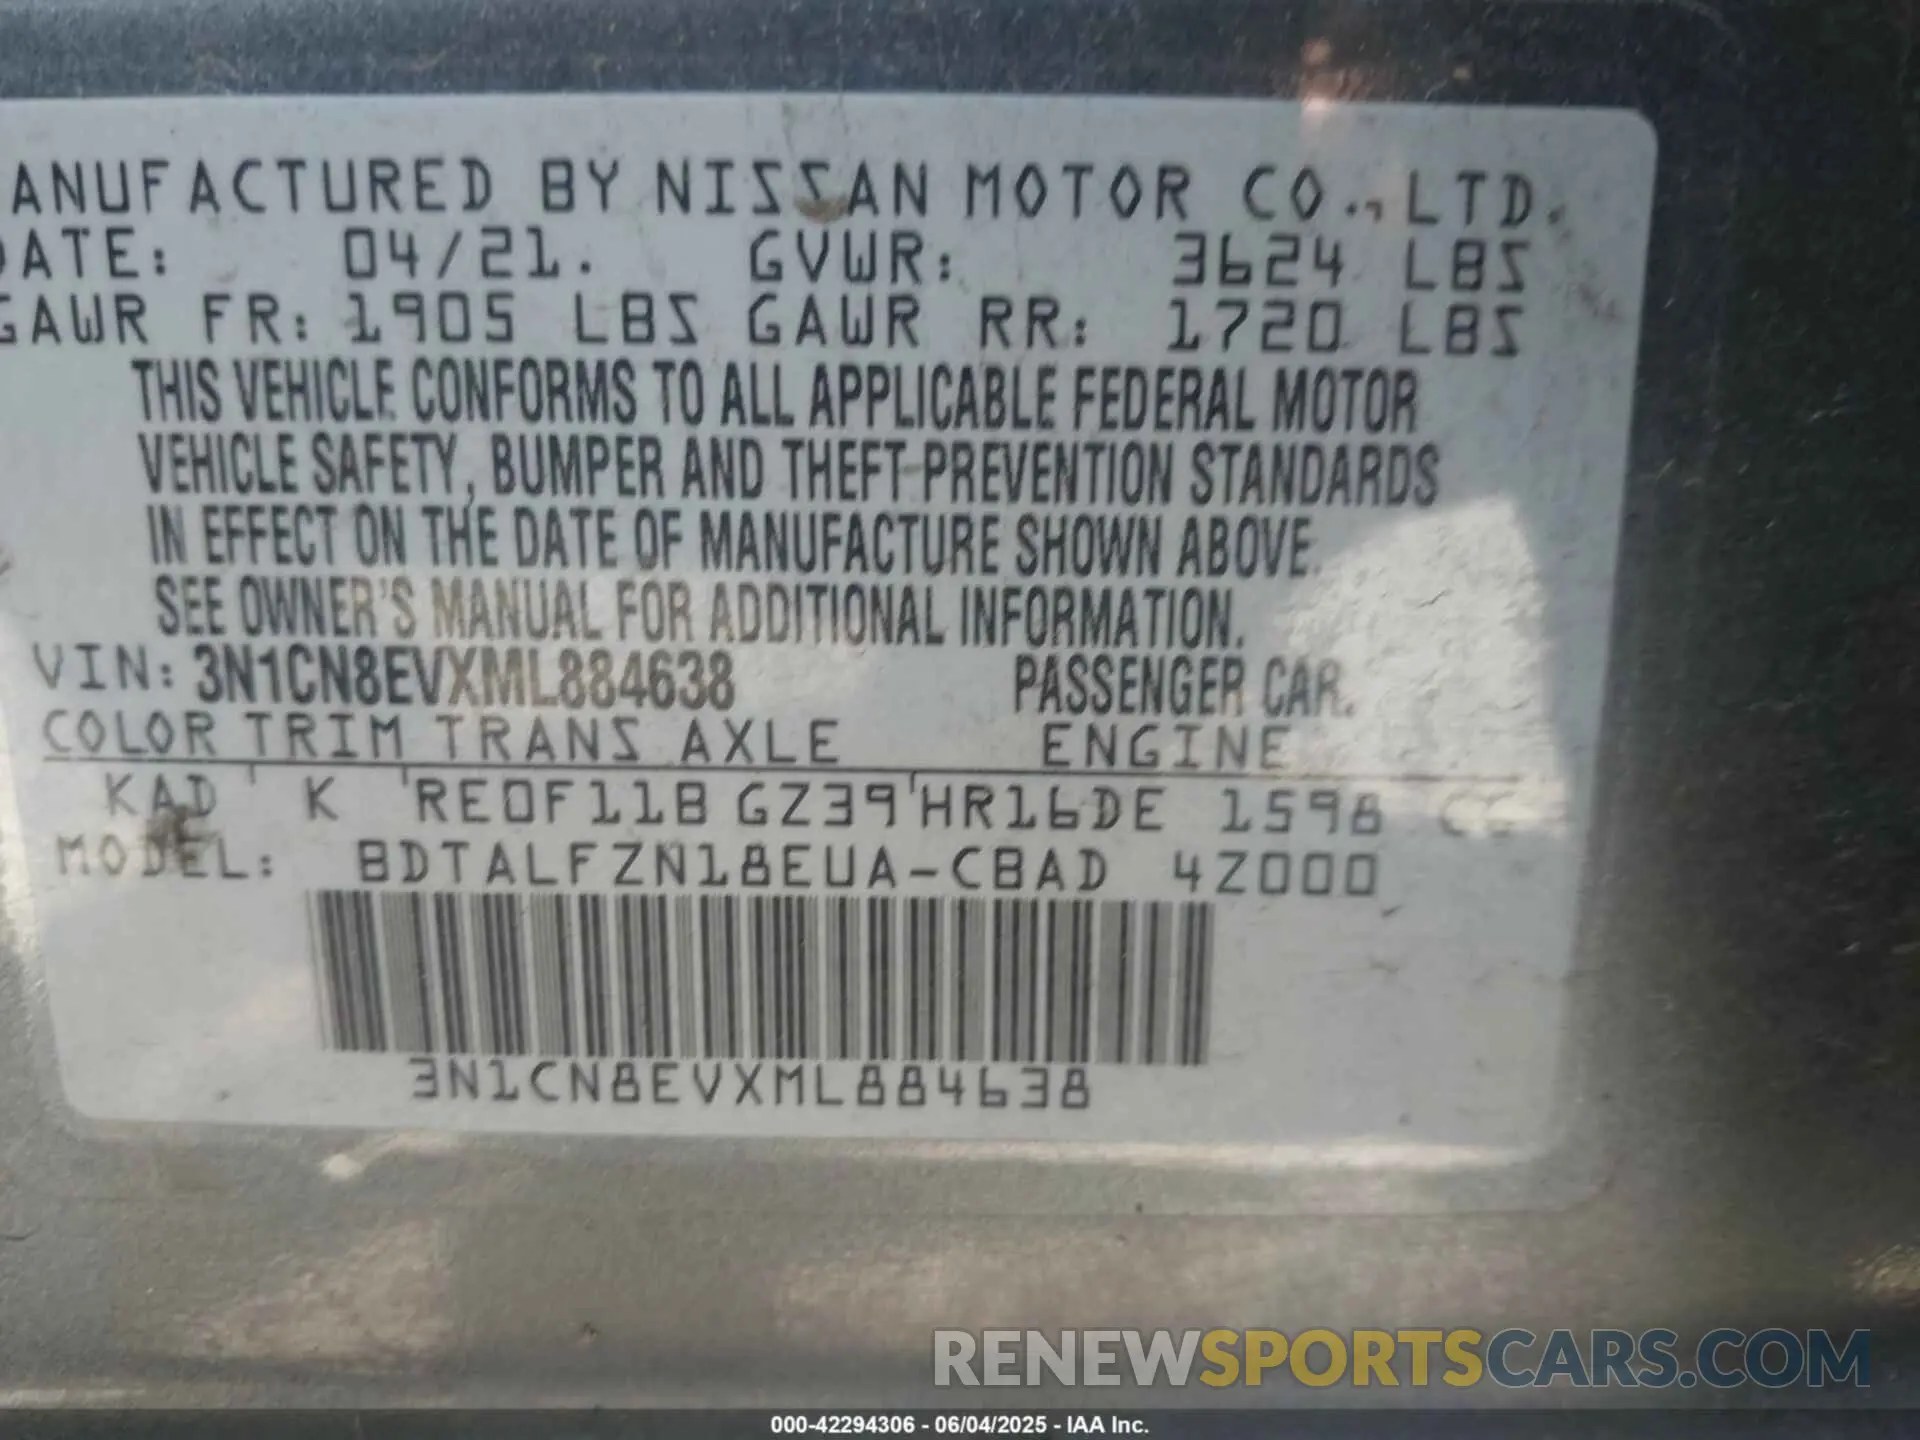 ANUFACTURED BY NISSAN MOTOR CO., LTD.
DATE: 04/21. GVWR: 3624 LBS
GAWR FR: 1905 LBS GAWR RR: 1720 LBS
THIS VEHICLE CONFORMS TO ALL APPLICABLE FEDERAL MOTOR
VEHICLE SAFETY, BUMPER AND THEFT PREVENTION STANDARDS
IN EFFECT ON THE DATE OF MANUFACTURE SHOWN ABOVE.
SEE OWNER'S MANUAL FOR ADDITIONAL INFORMATION.
VIN: 3N1CN8EVXML884638 PASSENGER CAR.
COLOR TRIM TRANS AXLE ENGINE
KAD K RE0F11B GZ39 HR16DE 1598 CC
MODEL: BDTALFZN18EUA-CBAD 4Z000
3N1CN8EVXML884638
RENEWSPORTSCARS.COM
000-42294306 - 06/04/2025 - IAA Inc.